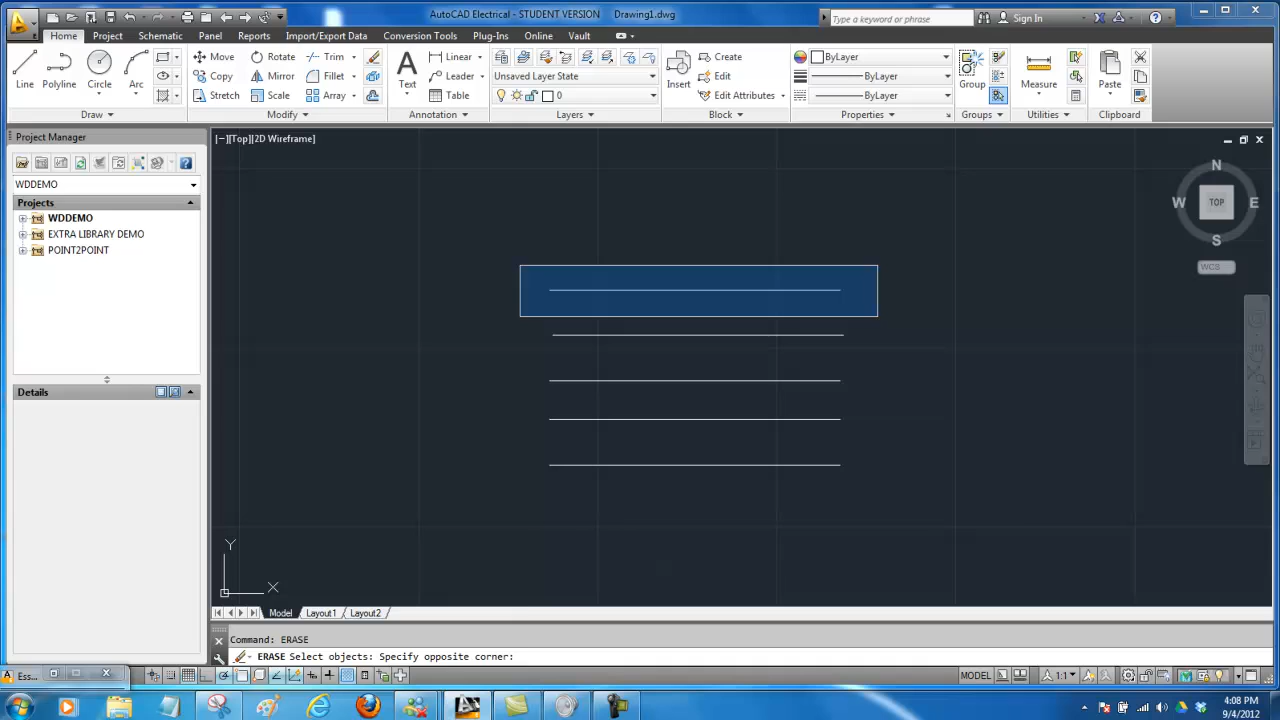 AutoCAD Electrical - STUDENT VERSION Drawing1.dwg
Type a keyword or phrase
Sign In
Home Project Schematic Panel Reports Import/Export Data Conversion Tools Plug-Ins Online Vault
Line
Polyline
Circle
Arc
Draw
Move
Rotate
Trim
Copy
Mirror
Fillet
Stretch
Scale
Array
Modify
Text
Linear
Leader
Table
Annotation
Unsaved Layer State
0
Layers
Insert
Create
Edit
Edit Attributes
Block
ByLayer
ByLayer
ByLayer
Properties
Group
Groups
Measure
Utilities
Paste
Clipboard
Project Manager
WDDEMO
Projects
WDDEMO
EXTRA LIBRARY DEMO
POINT2POINT
Details
[−][Top][2D Wireframe]
N
W TOP E
S
WCS
Y
X
Model Layout1 Layout2
Command: ERASE
ERASE Select objects: Specify opposite corner:
Ess...
MODEL
1:1
4:08 PM
9/4/2012